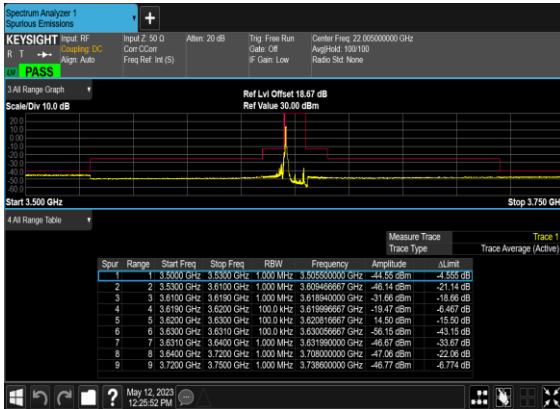 Spectrum Analyzer 1
Spurious Emissions
+
KEYSIGHT Input: RF Input Z: 50 Ω Atten: 20 dB Trig: Free Run Center Freq: 22.005000000 GHz
R T Coupling: DC Corr CCorr Gate: Off Avg|Hold: 100/100
Align: Auto Freq Ref: Int (S) IF Gain: Low Radio Std: None
PASS
3 All Range Graph
Ref Lvl Offset 18.67 dB
Scale/Div 10.0 dB Ref Value 30.00 dBm
20.0
10.0
0.00
-10.0
-20.0
-30.0
-40.0
-50.0
-60.0
Start 3.500 GHz Stop 3.750 GH
4 All Range Table
Measure Trace Trace 1
Trace Type Trace Average (Active)
Spur Range Start Freq Stop Freq RBW Frequency Amplitude ΔLimit
1 1 3.5000 GHz 3.5300 GHz 1.000 MHz 3.505500000 GHz -44.55 dBm -4.555 dB
2 2 3.5300 GHz 3.6100 GHz 1.000 MHz 3.609466667 GHz -46.14 dBm -21.14 dB
3 3 3.6100 GHz 3.6190 GHz 1.000 MHz 3.618940000 GHz -31.66 dBm -18.66 dB
4 4 3.6190 GHz 3.6200 GHz 100.0 kHz 3.619996667 GHz -19.47 dBm -6.467 dB
5 5 3.6200 GHz 3.6300 GHz 100.0 kHz 3.620816667 GHz 14.50 dBm -15.50 dB
6 6 3.6300 GHz 3.6310 GHz 100.0 kHz 3.630056667 GHz -56.15 dBm -43.15 dB
7 7 3.6310 GHz 3.6400 GHz 1.000 MHz 3.631990000 GHz -46.67 dBm -33.67 dB
8 8 3.6400 GHz 3.7200 GHz 1.000 MHz 3.708000000 GHz -47.06 dBm -22.06 dB
9 9 3.7200 GHz 3.7500 GHz 1.000 MHz 3.738600000 GHz -46.77 dBm -6.774 dB
? May 12, 2023
12:25:52 PM